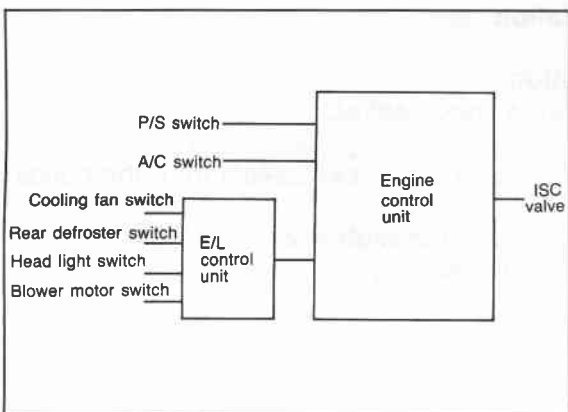 P/S switch
A/C switch
Cooling fan switch
Rear defroster switch
Head light switch
Blower motor switch
E/L
control
unit
Engine
control
unit
ISC
valve